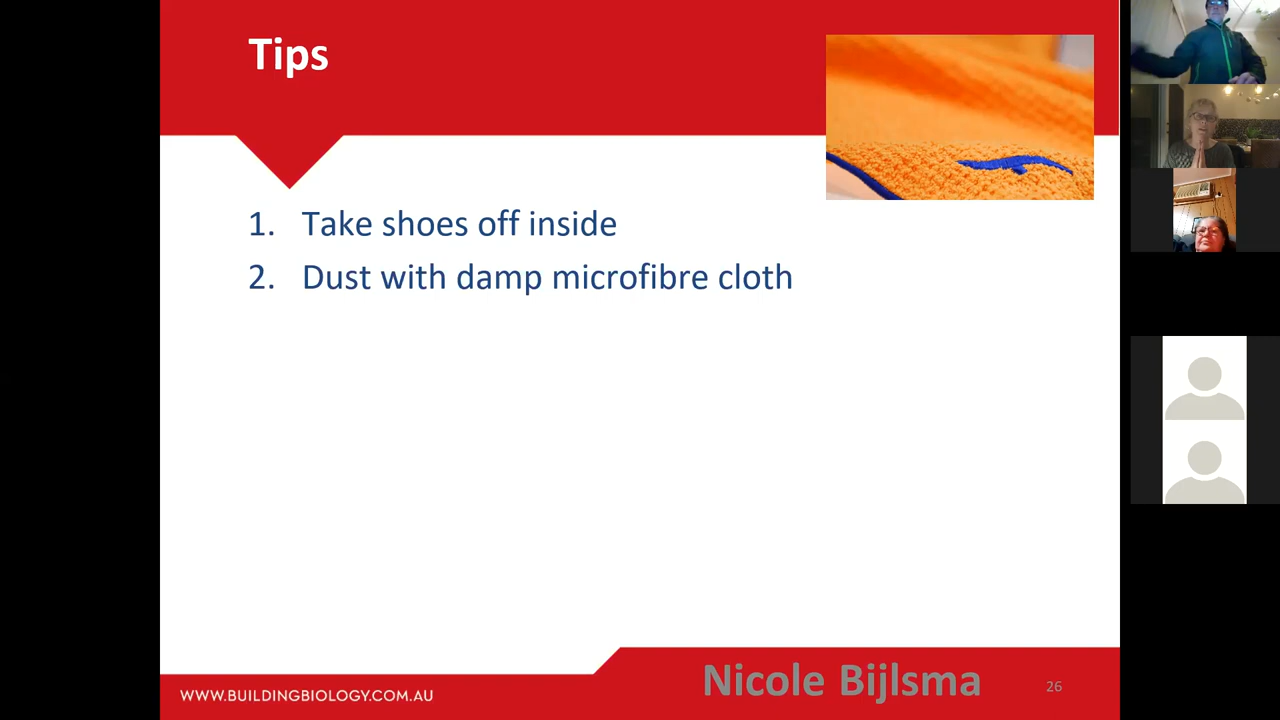 Tips
1. Take shoes off inside
2. Dust with damp microfibre cloth
WWW.BUILDINGBIOLOGY.COM.AU
Nicole Bijlsma
26